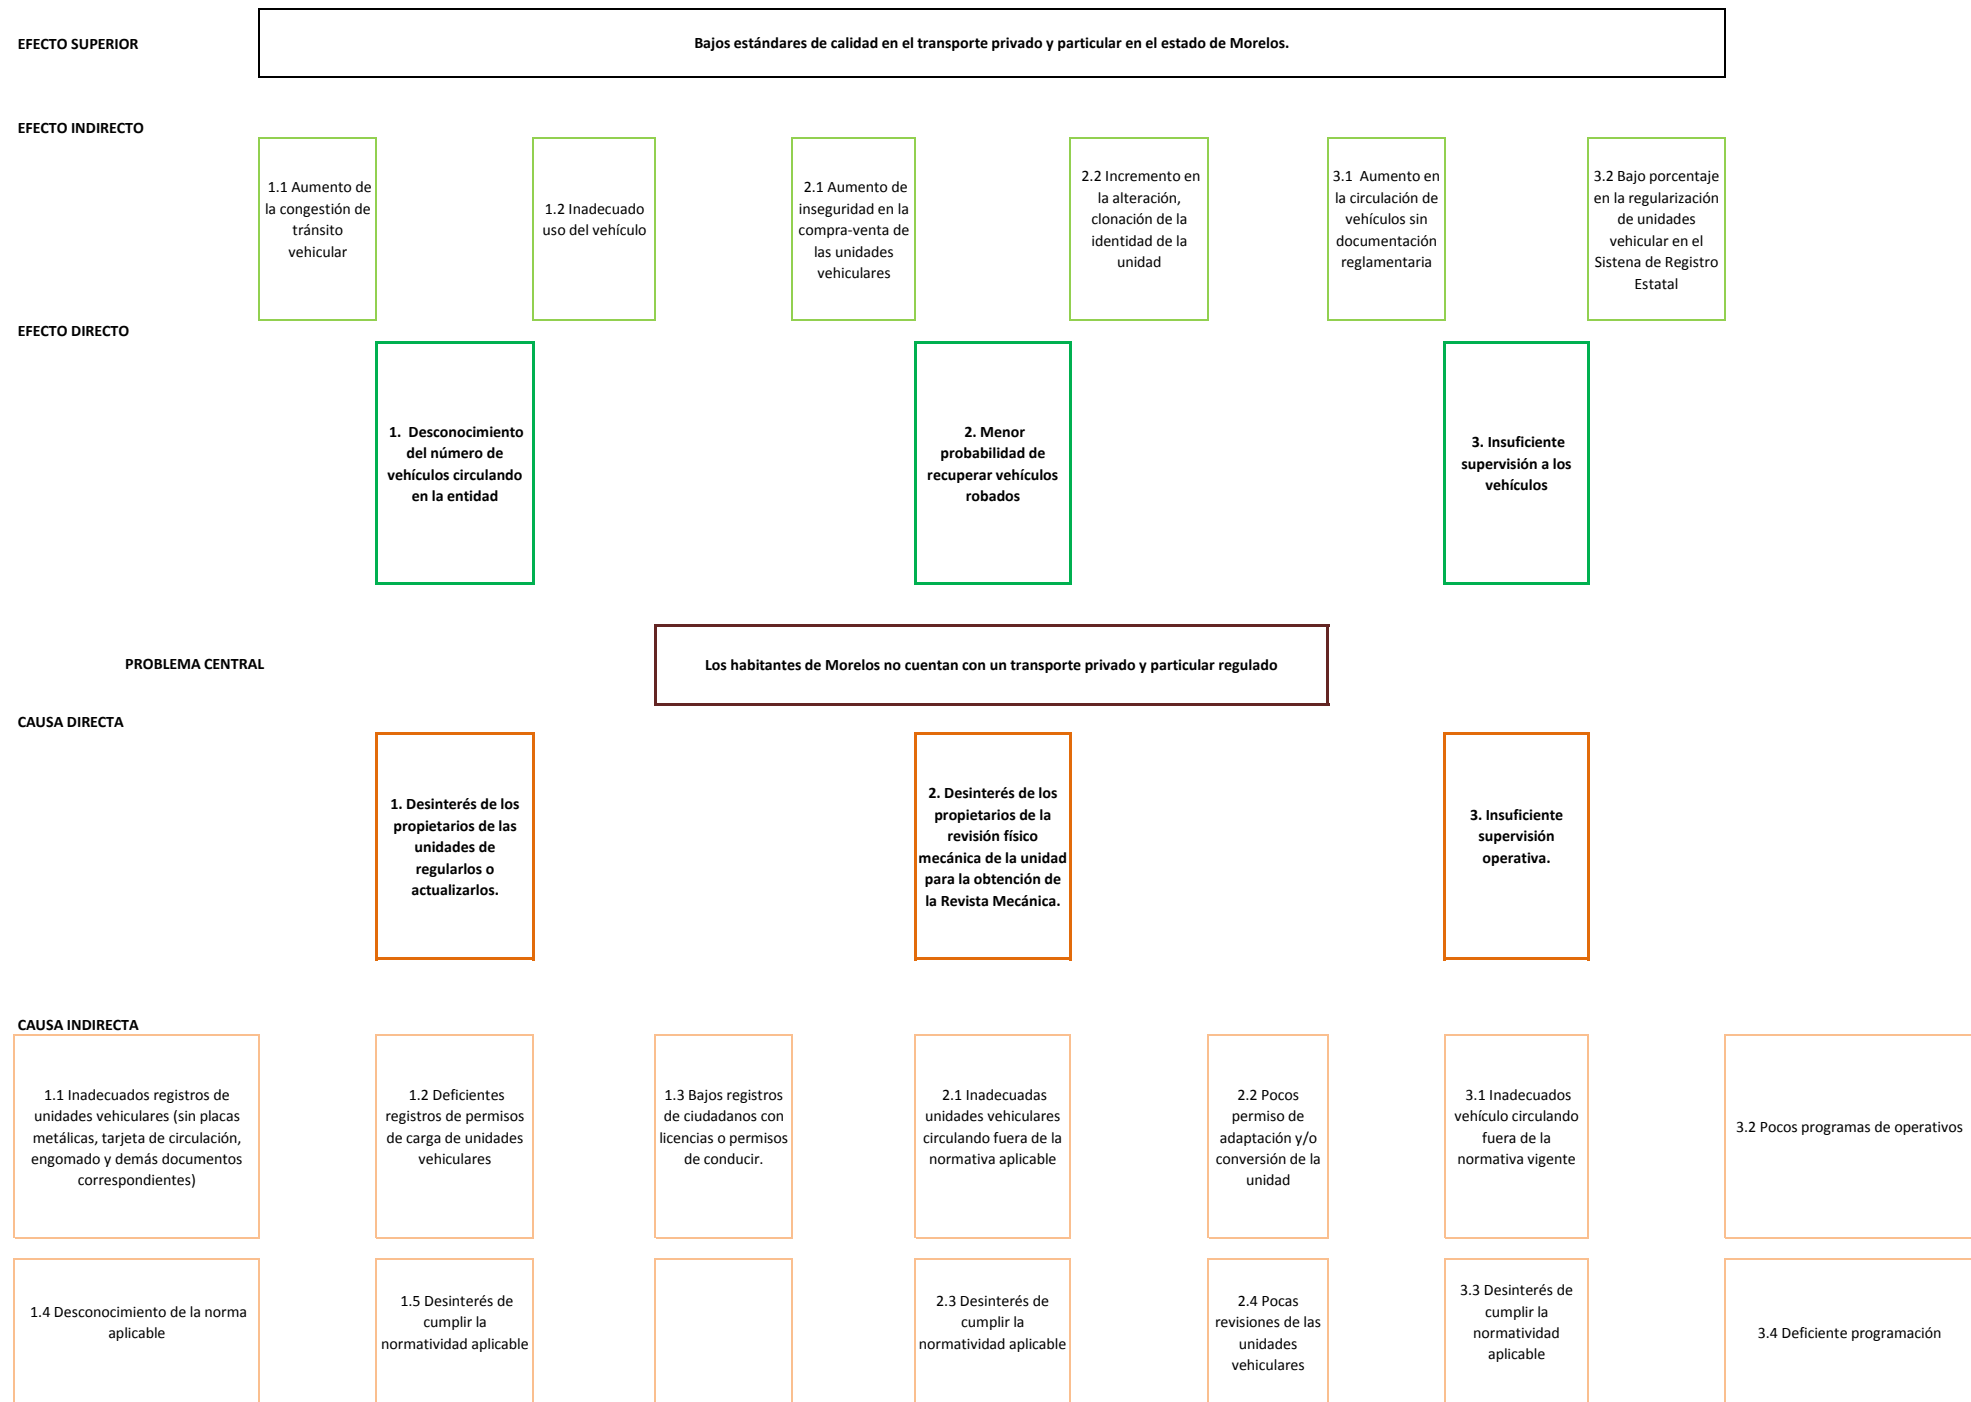 EFECTO SUPERIOR
Bajos estándares de calidad en el transporte privado y particular en el estado de Morelos.
EFECTO INDIRECTO
1.1 Aumento de
la congestión de
tránsito
vehicular
1.2 Inadecuado
uso del vehículo
2.1 Aumento de
inseguridad en la
compra-venta de
las unidades
vehiculares
2.2 Incremento en
la alteración,
clonación de la
identidad de la
unidad
3.1 Aumento en
la circulación de
vehículos sin
documentación
reglamentaria
3.2 Bajo porcentaje
en la regularización
de unidades
vehicular en el
Sistena de Registro
Estatal
EFECTO DIRECTO
1. Desconocimiento
del número de
vehículos circulando
en la entidad
2. Menor
probabilidad de
recuperar vehículos
robados
3. Insuficiente
supervisión a los
vehículos
PROBLEMA CENTRAL
Los habitantes de Morelos no cuentan con un transporte privado y particular regulado
CAUSA DIRECTA
1. Desinterés de los
propietarios de las
unidades de
regularlos o
actualizarlos.
2. Desinterés de los
propietarios de la
revisión físico
mecánica de la unidad
para la obtención de
la Revista Mecánica.
3. Insuficiente
supervisión
operativa.
CAUSA INDIRECTA
1.1 Inadecuados registros de
unidades vehiculares (sin placas
metálicas, tarjeta de circulación,
engomado y demás documentos
correspondientes)
1.2 Deficientes
registros de permisos
de carga de unidades
vehiculares
1.3 Bajos registros
de ciudadanos con
licencias o permisos
de conducir.
2.1 Inadecuadas
unidades vehiculares
circulando fuera de la
normativa aplicable
2.2 Pocos
permiso de
adaptación y/o
conversión de la
unidad
3.1 Inadecuados
vehículo circulando
fuera de la
normativa vigente
3.2 Pocos programas de operativos
1.4 Desconocimiento de la norma
aplicable
1.5 Desinterés de
cumplir la
normatividad aplicable
2.3 Desinterés de
cumplir la
normatividad aplicable
2.4 Pocas
revisiones de las
unidades
vehiculares
3.3 Desinterés de
cumplir la
normatividad
aplicable
3.4 Deficiente programación